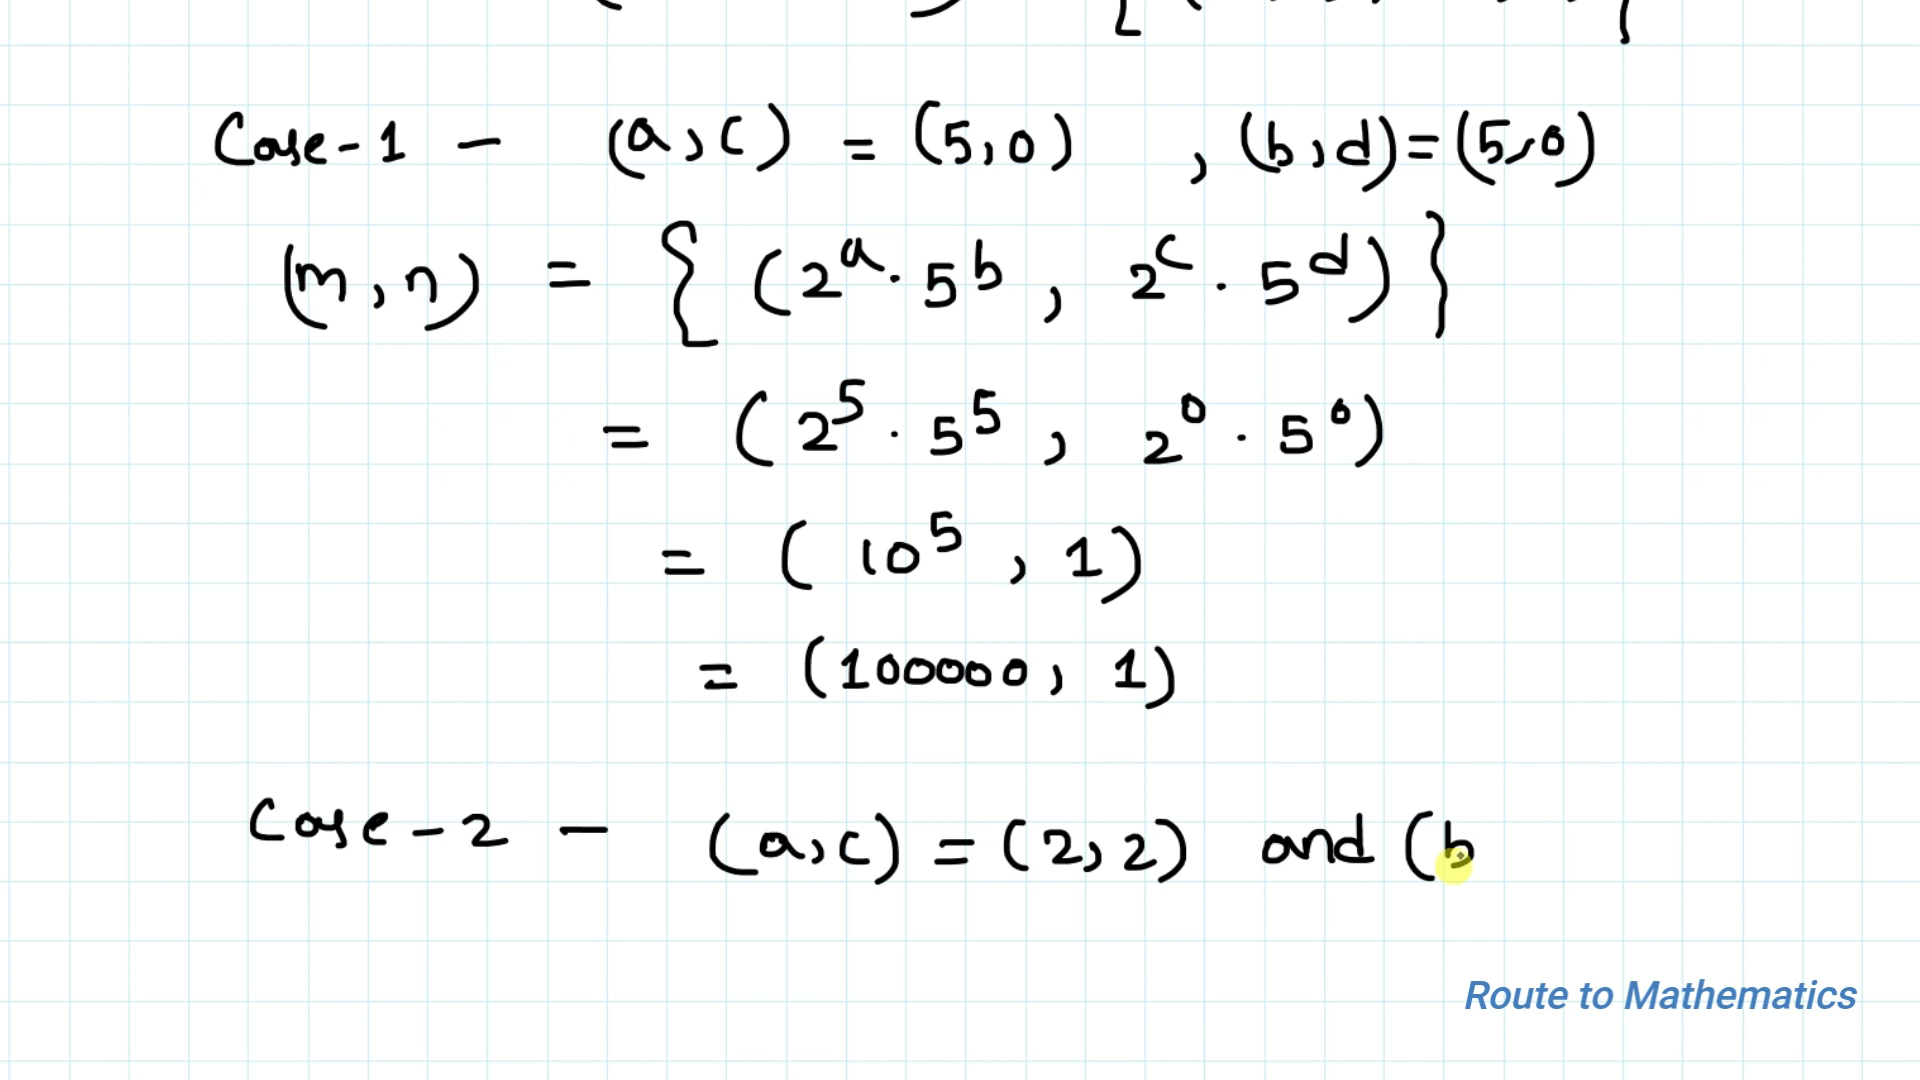 Case-1 - (a,c) = (5,0) , (b,d)=(5,0)
(m,n) = { (2^a . 5^b , 2^c . 5^d) }
= ( 2^5 . 5^5 , 2^0 . 5^0 )
= ( 10^5 , 1 )
= (100000, 1)
Case-2 - (a,c) = (2,2) and (b
Route to Mathematics